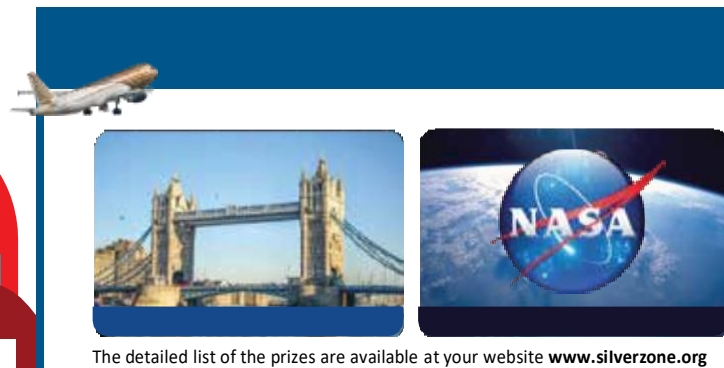 NASA
The detailed list of the prizes are available at your website www.silverzone.org